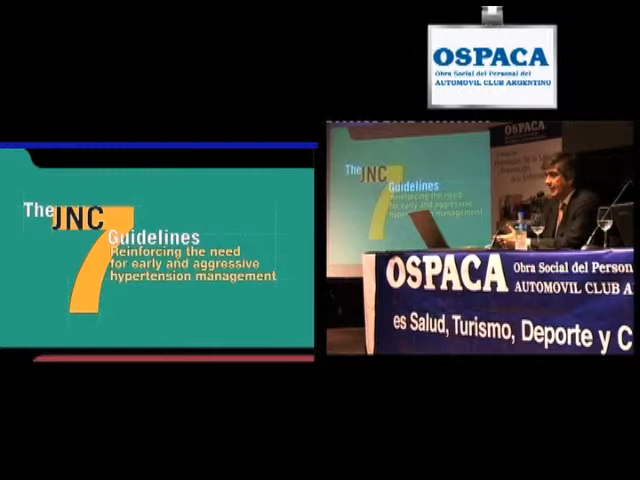 OSPACA
Obra Social del Personal del
AUTOMOVIL CLUB ARGENTINO
The JNC 7
Guidelines
Reinforcing the need
for early and aggressive
hypertension management
OSPACA
The JNC 7
Guidelines
Reinforcing the need
for early and aggressive
hypertension management
OSPACA Obra Social del Person
AUTOMOVIL CLUB A
es Salud, Turismo, Deporte y C